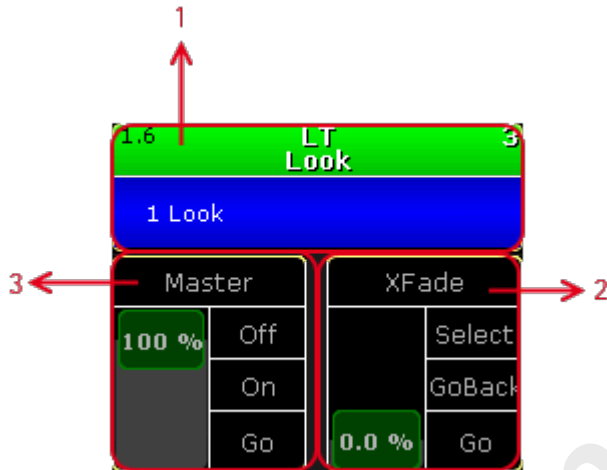 1
1.6 LT 3
Look
1 Look
3 Master XFade 2
100 % Off Select
On GoBack
Go 0.0 % Go